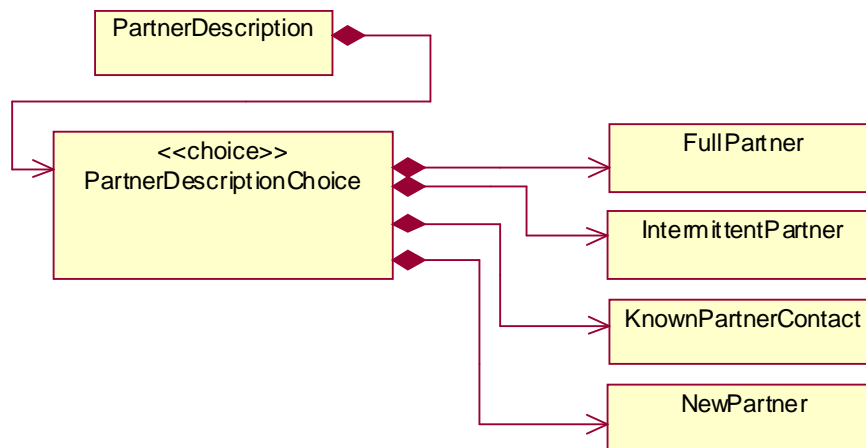 PartnerDescription
<<choice>>
PartnerDescriptionChoice
FullPartner
IntermittentPartner
KnownPartnerContact
NewPartner